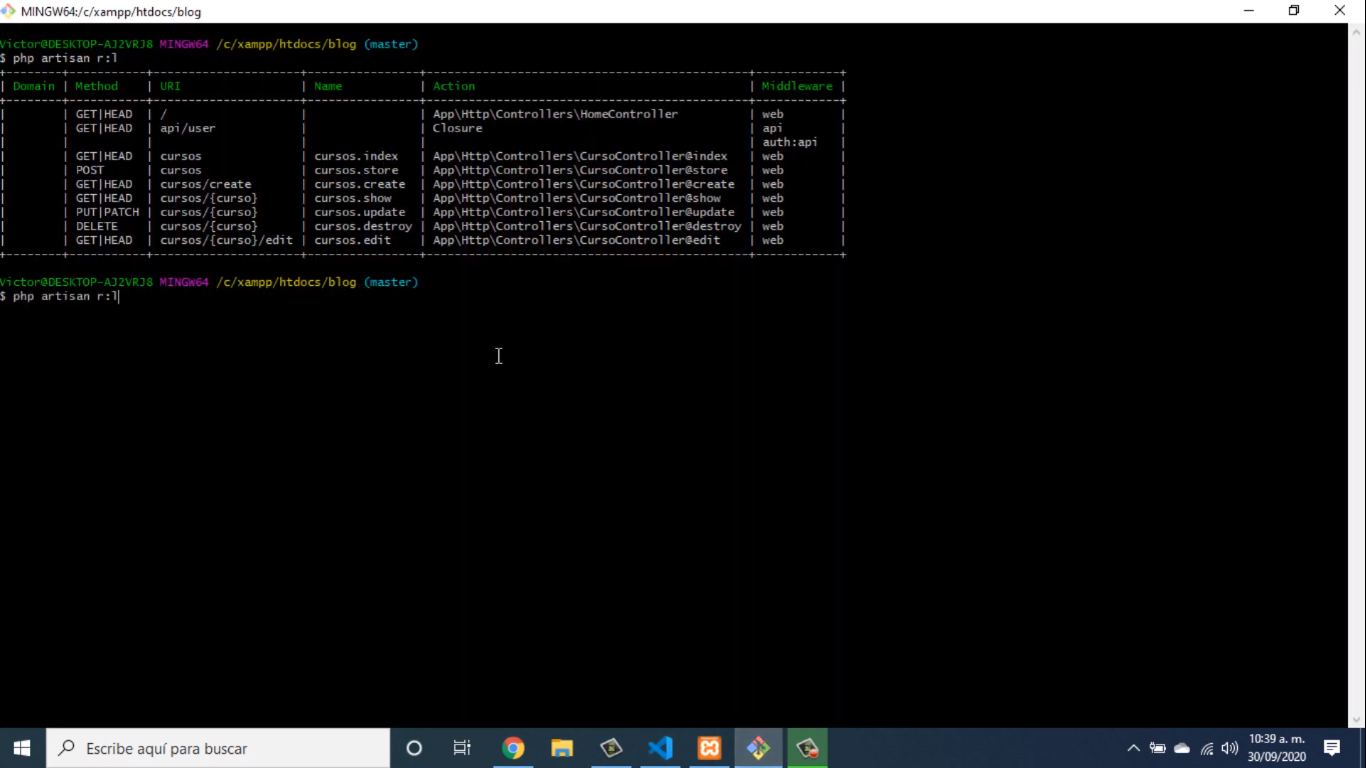 MINGW64:/c/xampp/htdocs/blog
Victor@DESKTOP-AJ2VRJ8 MINGW64 /c/xampp/htdocs/blog (master)
$ php artisan r:l
| Domain | Method | URI | Name | Action | Middleware |
| | GET|HEAD | / | | App\Http\Controllers\HomeController | web |
| | GET|HEAD | api/user | | Closure | api |
| | | | | | auth:api |
| | GET|HEAD | cursos | cursos.index | App\Http\Controllers\CursoController@index | web |
| | POST | cursos | cursos.store | App\Http\Controllers\CursoController@store | web |
| | GET|HEAD | cursos/create | cursos.create | App\Http\Controllers\CursoController@create | web |
| | GET|HEAD | cursos/{curso} | cursos.show | App\Http\Controllers\CursoController@show | web |
| | PUT|PATCH | cursos/{curso} | cursos.update | App\Http\Controllers\CursoController@update | web |
| | DELETE | cursos/{curso} | cursos.destroy | App\Http\Controllers\CursoController@destroy | web |
| | GET|HEAD | cursos/{curso}/edit | cursos.edit | App\Http\Controllers\CursoController@edit | web |
Victor@DESKTOP-AJ2VRJ8 MINGW64 /c/xampp/htdocs/blog (master)
$ php artisan r:l
Escribe aquí para buscar
10:39 a. m.
30/09/2020